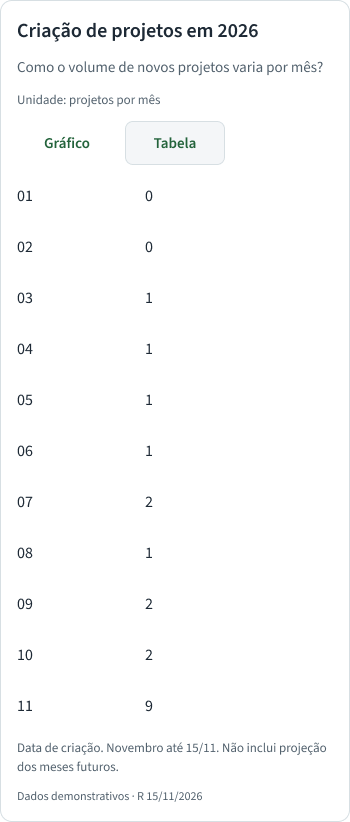 Criação de projetos em 2026
Como o volume de novos projetos varia por mês?
Unidade: projetos por mês
Gráfico Tabela
01 0
02 0
03 1
04 1
05 1
06 1
07 2
08 1
09 2
10 2
11 9
Data de criação. Novembro até 15/11. Não inclui projeção
dos meses futuros.
Dados demonstrativos · R 15/11/2026